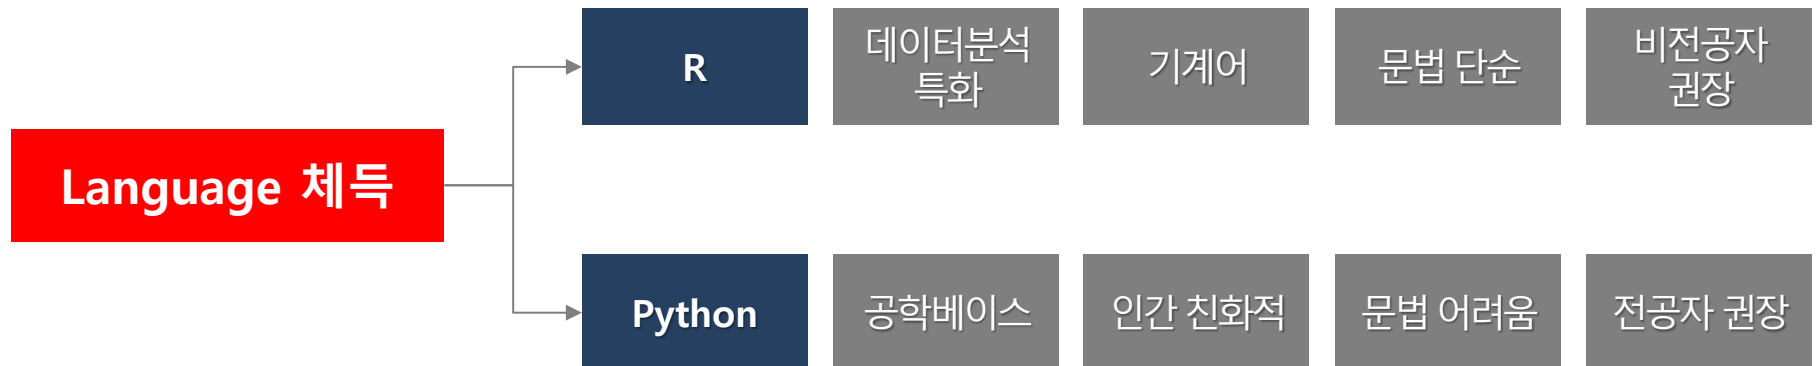 Language 체득
R
데이터분석
특화
기계어
문법 단순
비전공자
권장
Python
공학베이스
인간 친화적
문법 어려움
전공자 권장